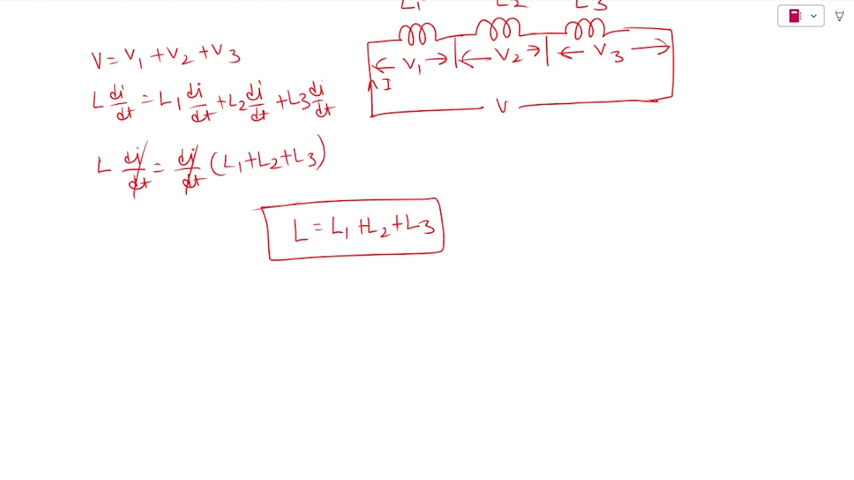 L1 L2 L3
V = V1 + V2 + V3
V1 V2 V3
I
L di/dt = L1 di/dt + L2 di/dt + L3 di/dt
V
L di/dt = di/dt (L1 + L2 + L3)
L = L1 + L2 + L3